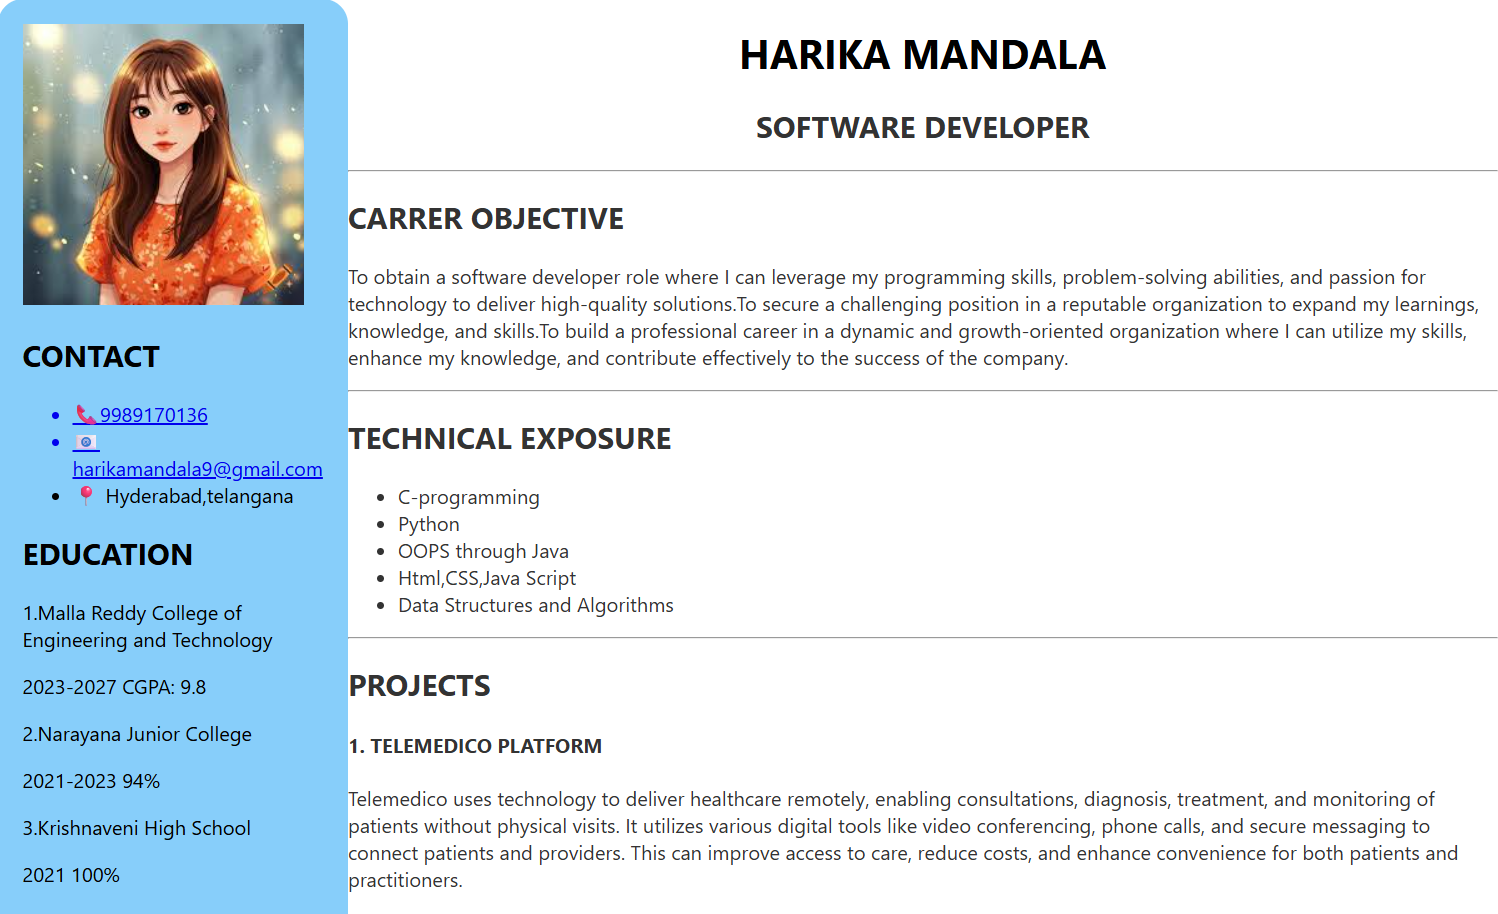 HARIKA MANDALA
SOFTWARE DEVELOPER
CONTACT
📞9989170136
📧
harikamandala9@gmail.com
📍 Hyderabad,telangana
EDUCATION
1.Malla Reddy College of
Engineering and Technology
2023-2027 CGPA: 9.8
2.Narayana Junior College
2021-2023 94%
3.Krishnaveni High School
2021 100%
CARRER OBJECTIVE
To obtain a software developer role where I can leverage my programming skills, problem-solving abilities, and passion for
technology to deliver high-quality solutions.To secure a challenging position in a reputable organization to expand my learnings,
knowledge, and skills.To build a professional career in a dynamic and growth-oriented organization where I can utilize my skills,
enhance my knowledge, and contribute effectively to the success of the company.
TECHNICAL EXPOSURE
C-programming
Python
OOPS through Java
Html,CSS,Java Script
Data Structures and Algorithms
PROJECTS
1. TELEMEDICO PLATFORM
Telemedico uses technology to deliver healthcare remotely, enabling consultations, diagnosis, treatment, and monitoring of
patients without physical visits. It utilizes various digital tools like video conferencing, phone calls, and secure messaging to
connect patients and providers. This can improve access to care, reduce costs, and enhance convenience for both patients and
practitioners.